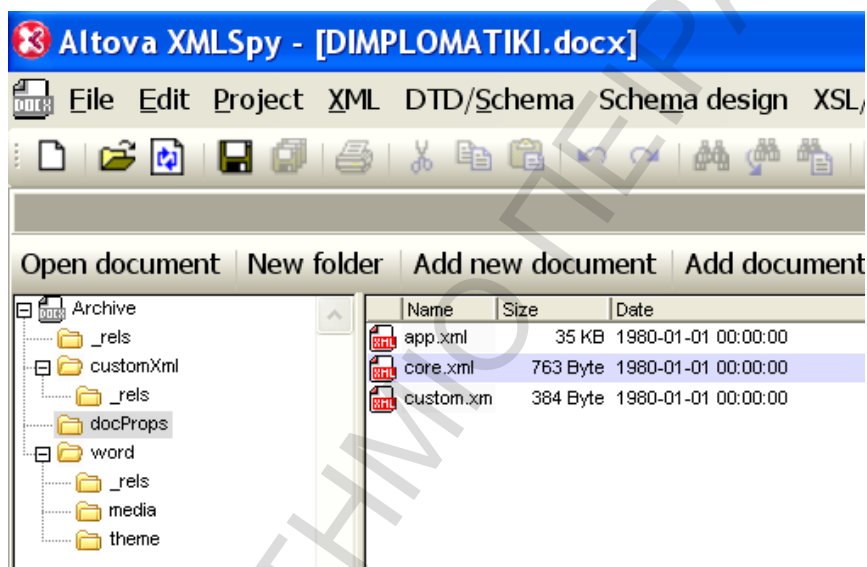 Altova XMLSpy - [DIMPLOMATIKI.docx]
File Edit Project XML DTD/Schema Schema design XSL/
Open document New folder Add new document Add document
Archive
_rels
customXml
_rels
docProps
word
_rels
media
theme
Name Size Date
app.xml 35 KB 1980-01-01 00:00:00
core.xml 763 Byte 1980-01-01 00:00:00
custom.xm 384 Byte 1980-01-01 00:00:00
ΤΗΜΙΟ ΠΕΙΡΑ